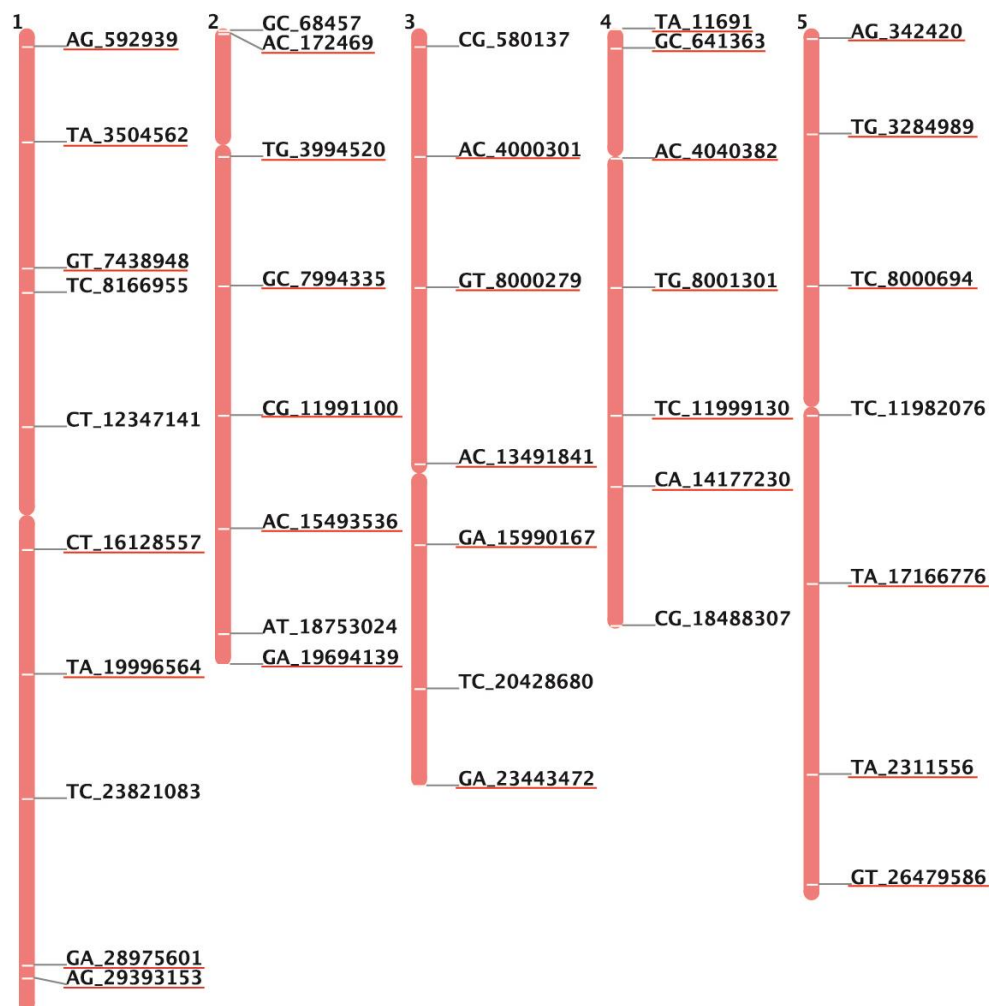 1
AG_592939
TA_3504562
GT_7438948
TC_8166955
CT_12347141
CT_16128557
TA_19996564
TC_23821083
GA_28975601
AG_29393153
2
GC_68457
AC_172469
TG_3994520
GC_7994335
CG_11991100
AC_15493536
AT_18753024
GA_19694139
3
CG_580137
AC_4000301
GT_8000279
AC_13491841
GA_15990167
TC_20428680
GA_23443472
4
TA_11691
GC_641363
AC_4040382
TG_8001301
TC_11999130
CA_14177230
CG_18488307
5
AG_342420
TG_3284989
TC_8000694
TC_11982076
TA_17166776
TA_2311556
GT_26479586